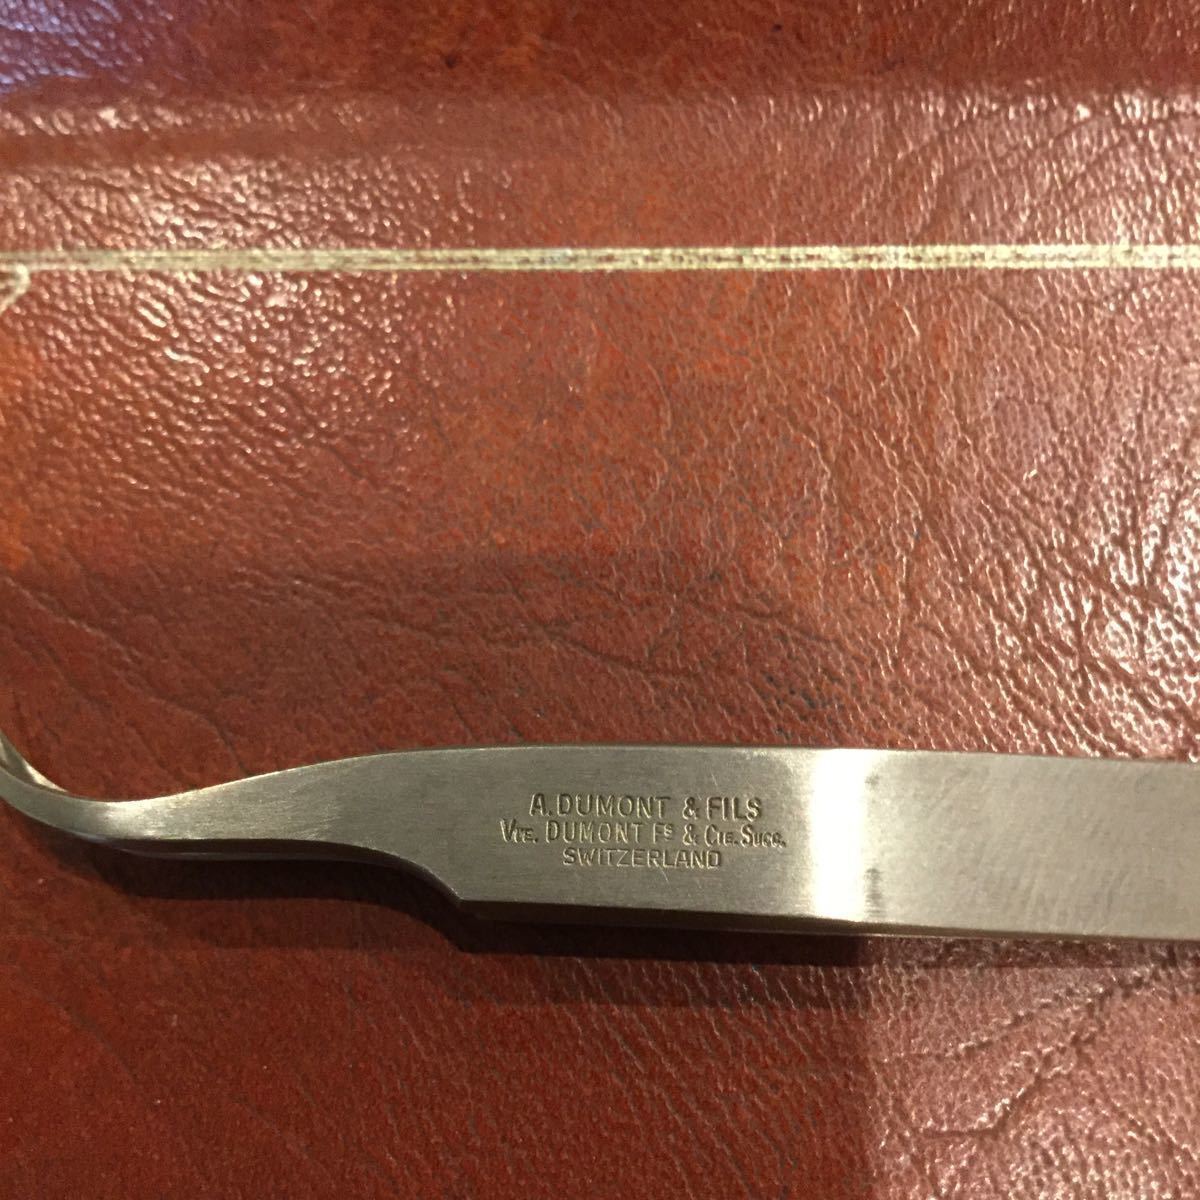 A. DUMONT & FILS
Vve. DUMONT Fs & Cie. Succ.
SWITZERLAND